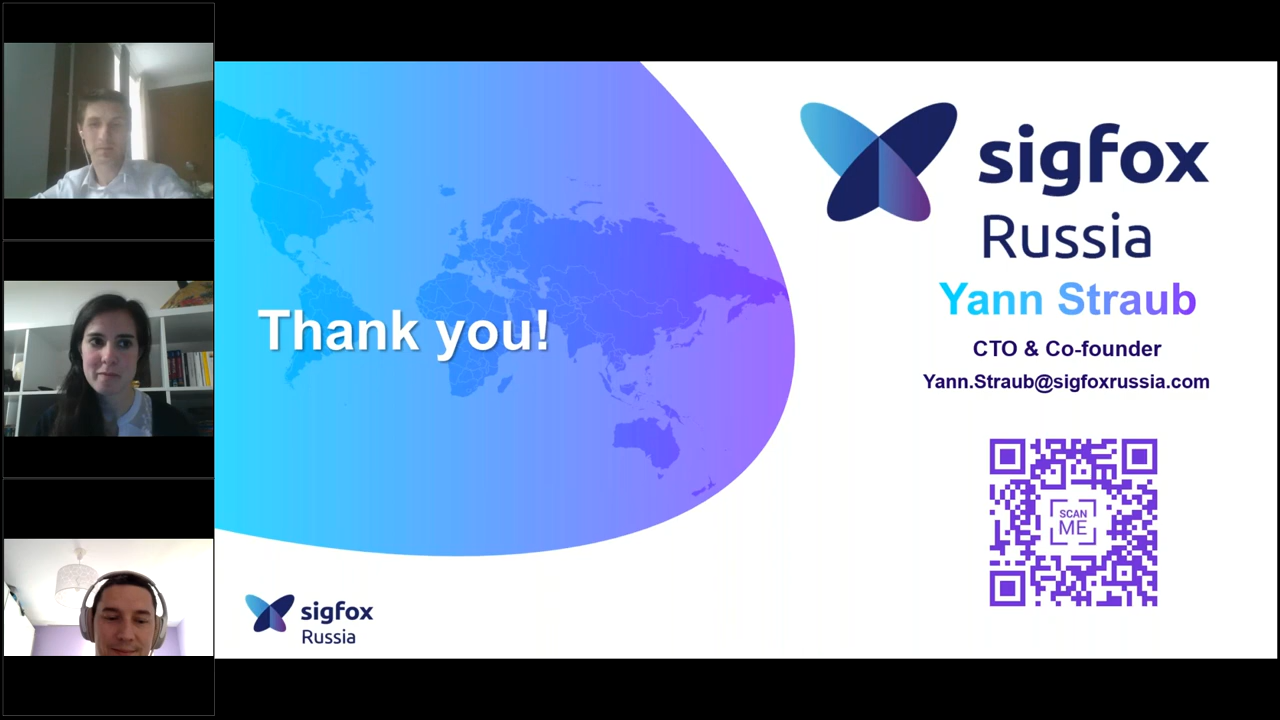 Thank you!
sigfox
Russia
Yann Straub
CTO & Co-founder
Yann.Straub@sigfoxrussia.com
SCAN
ME
sigfox
Russia